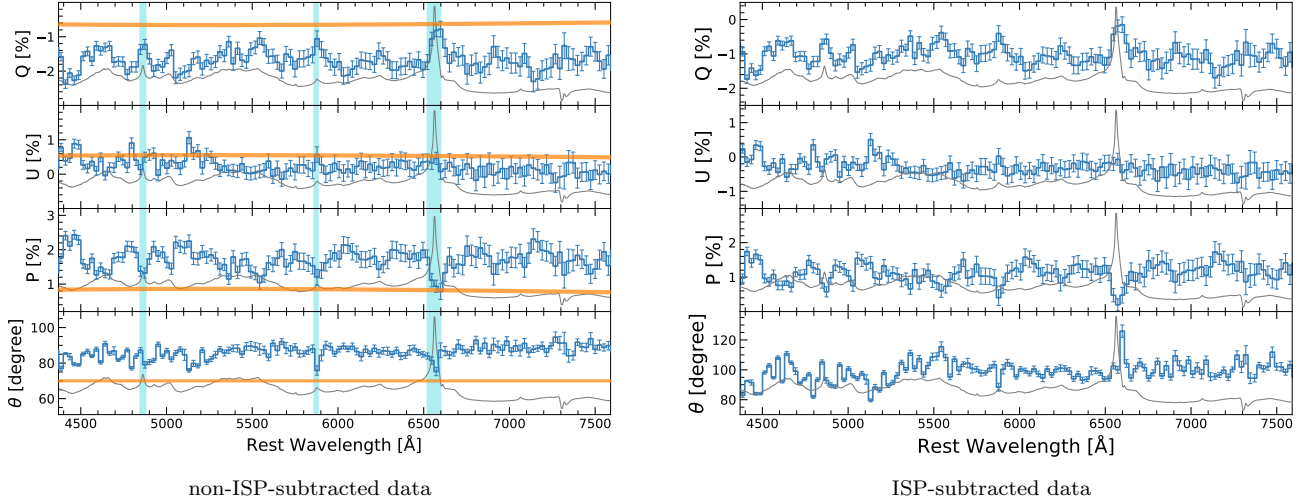 Q [%]
−1
−2
U [%]
1
0
P [%]
3
2
1
θ [degree]
100
80
60
4500 5000 5500 6000 6500 7000 7500
Rest Wavelength [Å]
non-ISP-subtracted data
Q [%]
0
−1
−2
U [%]
1
0
−1
P [%]
2
1
θ [degree]
120
100
80
4500 5000 5500 6000 6500 7000 7500
Rest Wavelength [Å]
ISP-subtracted data